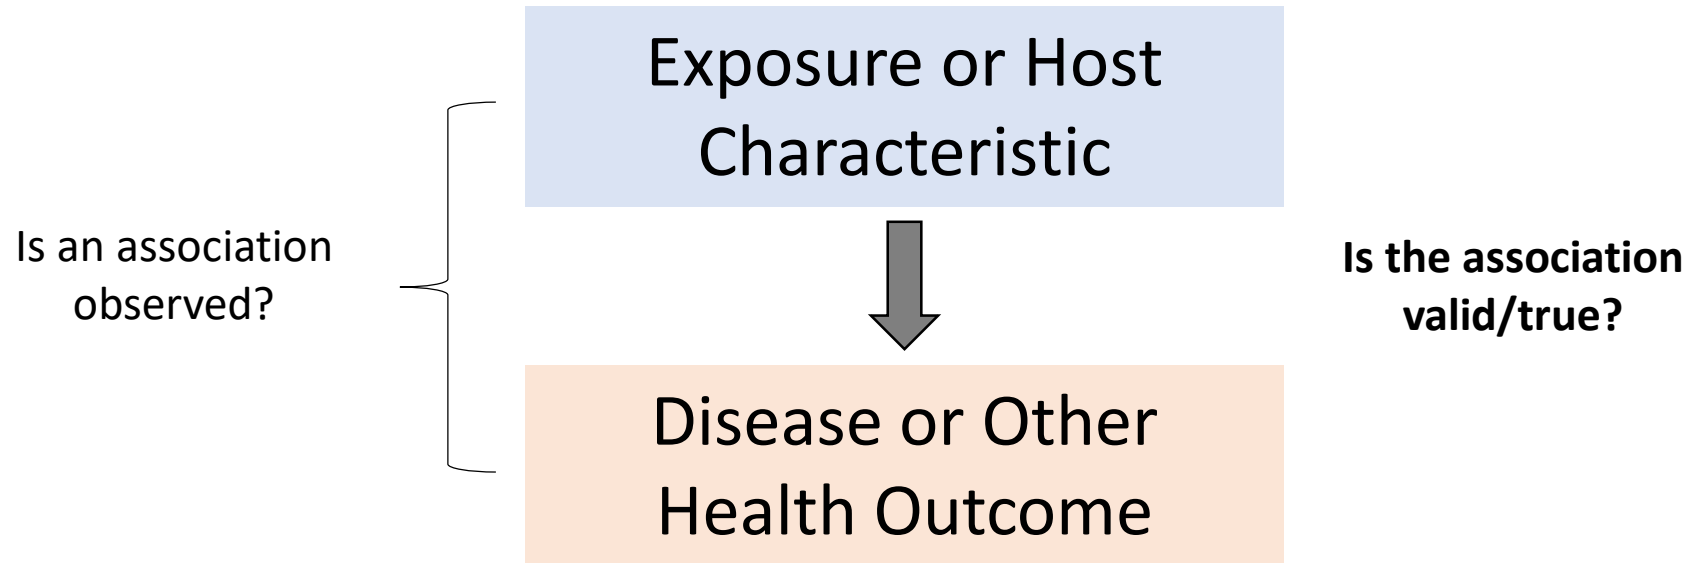 Exposure or Host
Characteristic
Is an association
observed?
Is the association
valid/true?
Disease or Other
Health Outcome